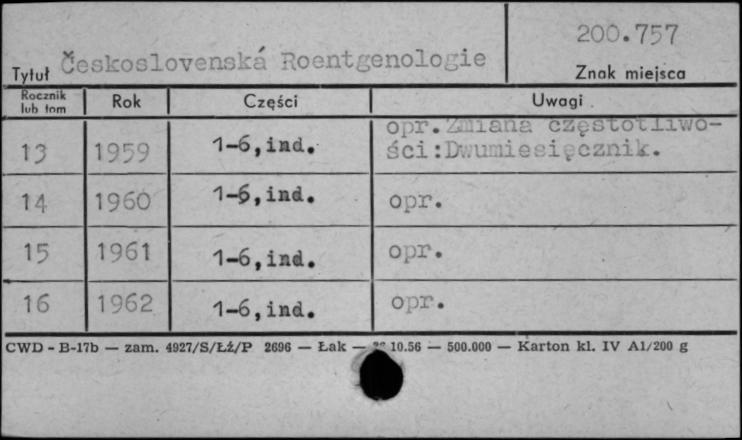 200.757
Československá Roentgenologie
Tytuł
Znak miejsca
Rocznik lub tom Rok Części Uwagi
13 1959 1-6,ind. opr.Zmiana częstotliwo-
ści:Dwumiesięcznik.
14 1960 1-6,ind. opr.
15 1961 1-6,ind. opr.
16 1962 1-6,ind. opr.
CWD - B-17b — zam. 4927/S/ŁŹ/P 2696 — Łak — 10.56 — 500.000 — Karton kl. IV A1/200 g